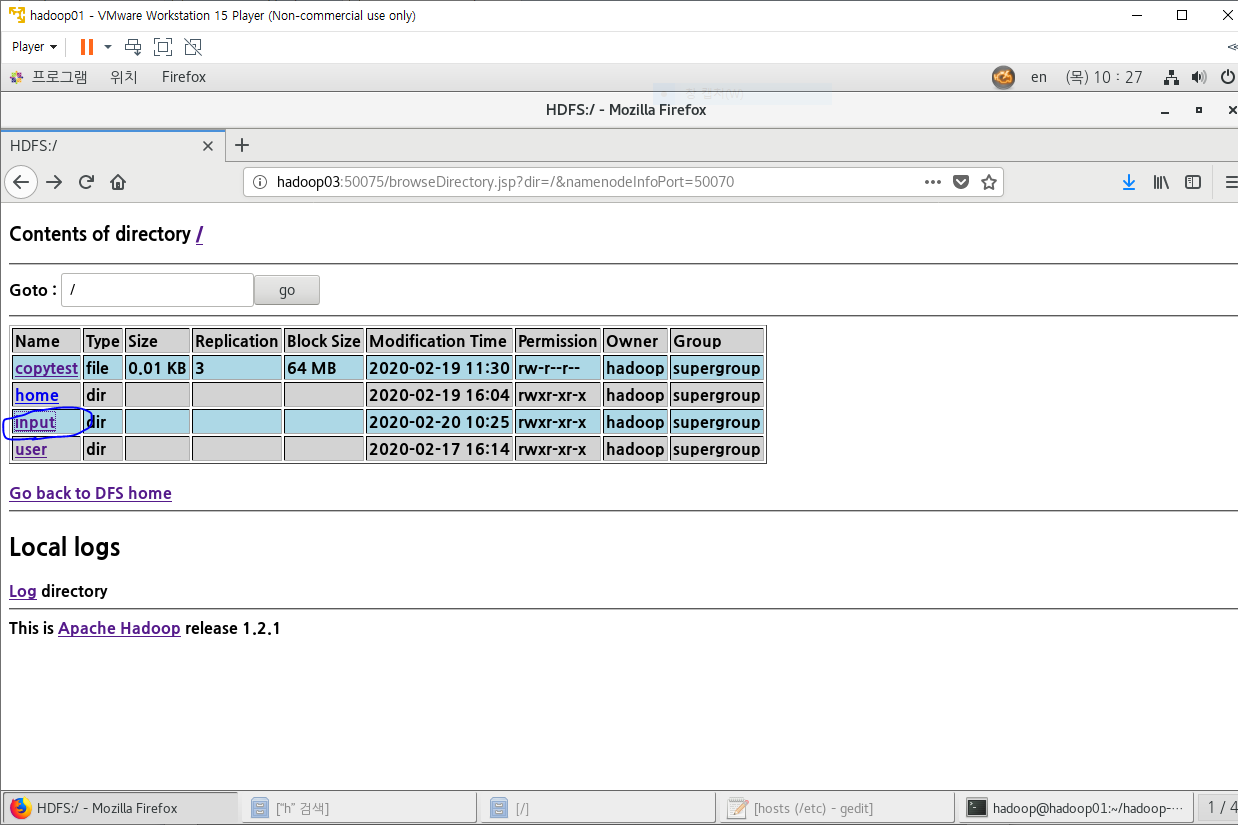 hadoop01 - VMware Workstation 15 Player (Non-commercial use only)
Player
프로그램 위치 Firefox en (목) 10 : 27
HDFS:/ - Mozilla Firefox
HDFS:/
hadoop03:50075/browseDirectory.jsp?dir=/&namenodeInfoPort=50070
Contents of directory /
Goto : / go
Name Type Size Replication Block Size Modification Time Permission Owner Group
copytest file 0.01 KB 3 64 MB 2020-02-19 11:30 rw-r--r-- hadoop supergroup
home dir 2020-02-19 16:04 rwxr-xr-x hadoop supergroup
input dir 2020-02-20 10:25 rwxr-xr-x hadoop supergroup
user dir 2020-02-17 16:14 rwxr-xr-x hadoop supergroup
Go back to DFS home
Local logs
Log directory
This is Apache Hadoop release 1.2.1
HDFS:/ - Mozilla Firefox ["h" 검색] [/] [hosts (/etc) - gedit] hadoop@hadoop01:~/hadoop-··· 1 / 4